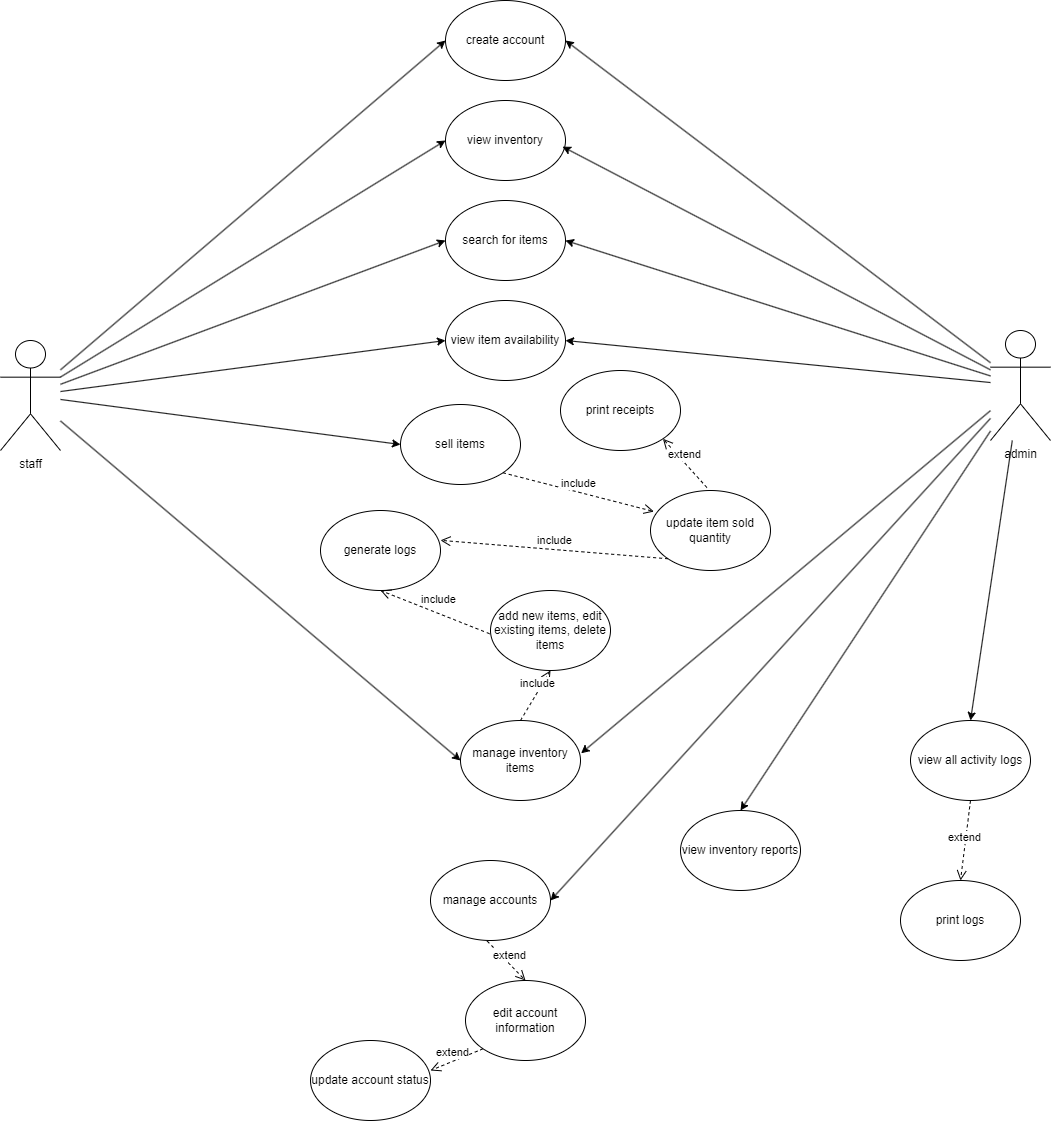 create account
view inventory
search for items
view item availability
print receipts
sell items
extend
staff
admin
include
update item sold
quantity
generate logs
include
include
add new items, edit
existing items, delete
items
include
manage inventory
items
view all activity logs
extend
view inventory reports
manage accounts
print logs
extend
edit account
information
extend
update account status